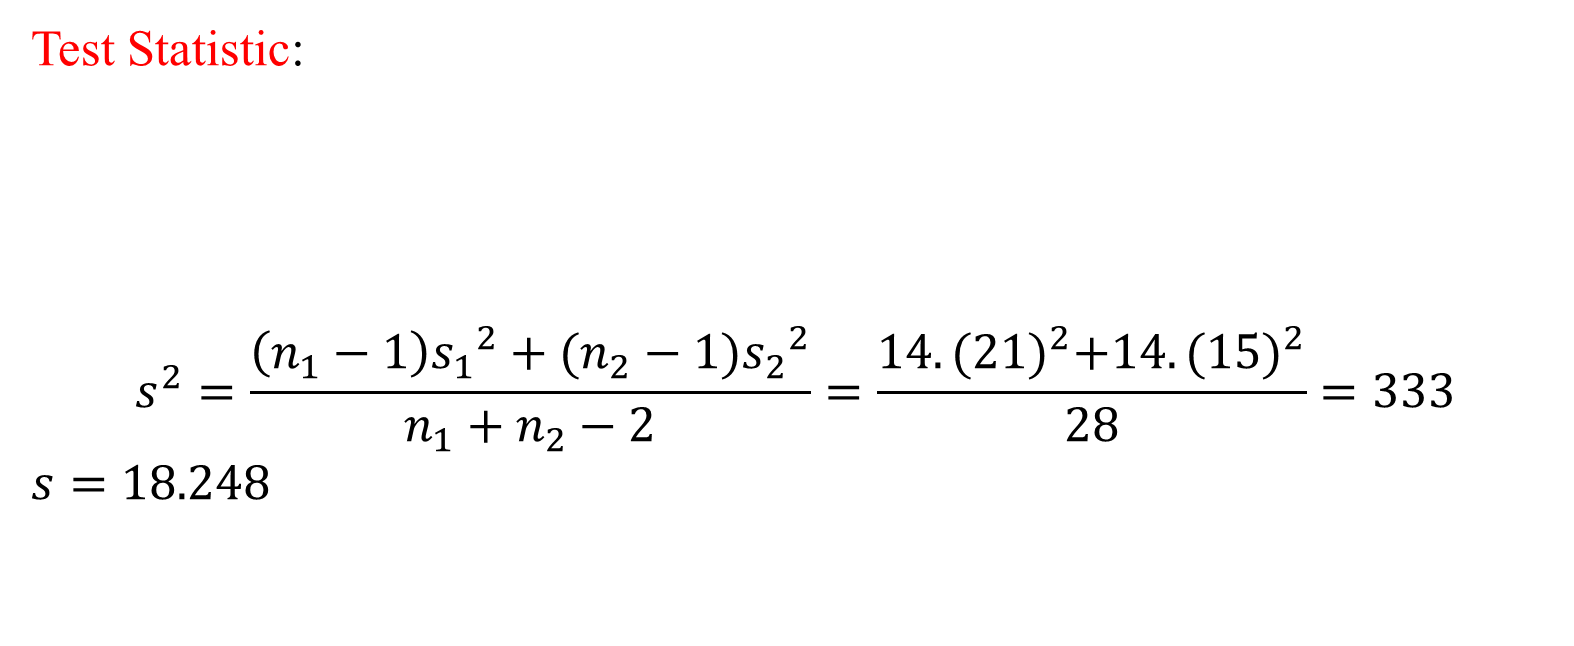 Test Statistic:
𝑠² = ((𝑛₁ − 1)𝑠₁² + (𝑛₂ − 1)𝑠₂²)/(𝑛₁ + 𝑛₂ − 2) = (14.(21)²+14.(15)²)/28 = 333
𝑠 = 18.248